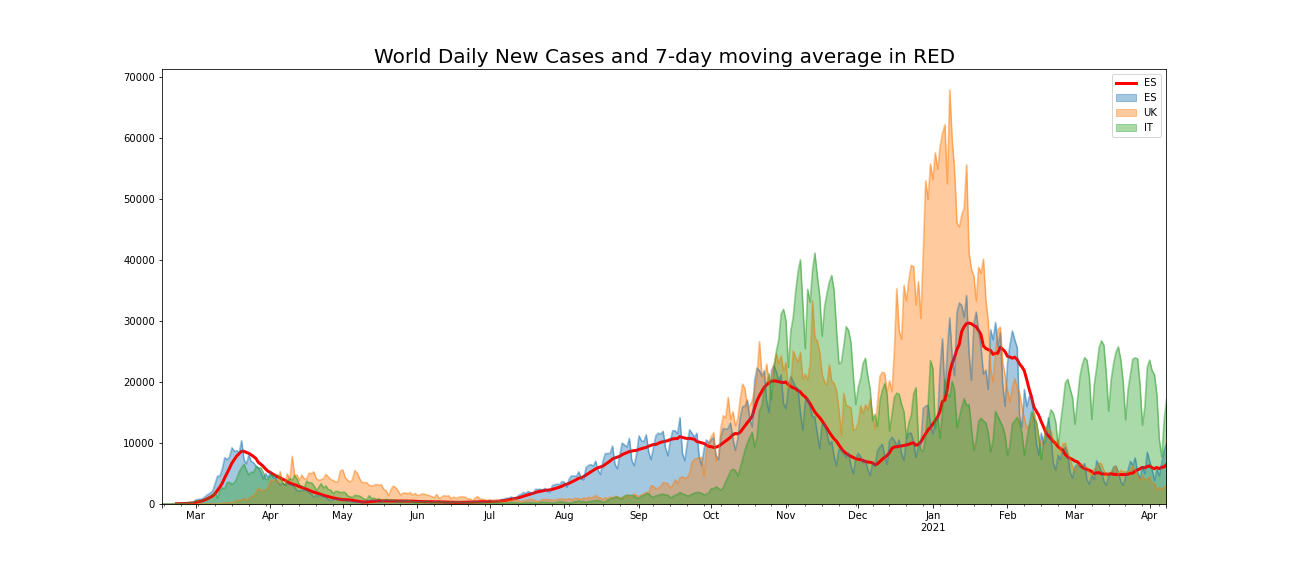 World Daily New Cases and 7-day moving average in RED
70000
60000
50000
40000
30000
20000
10000
0
ES
ES
UK
IT
Mar Apr May Jun Jul Aug Sep Oct Nov Dec Jan Feb Mar Apr
2021